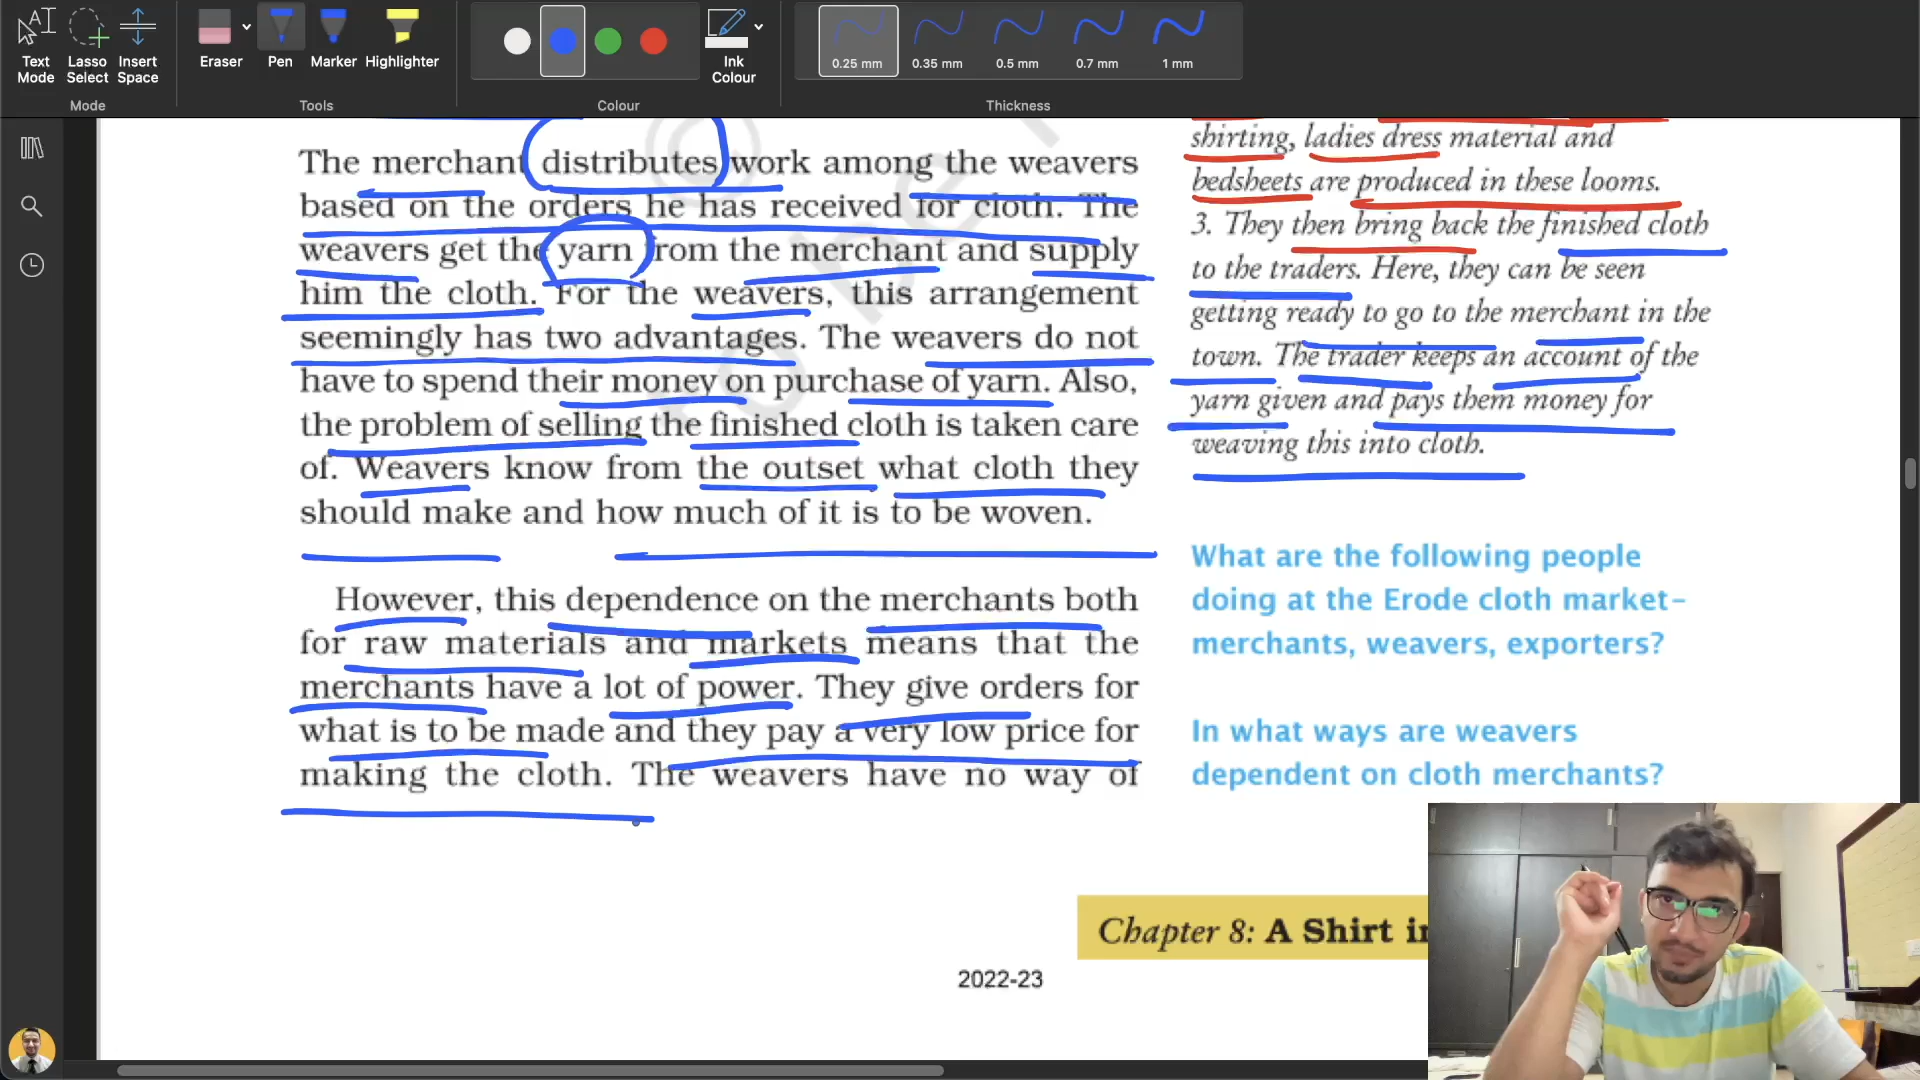 Text
Mode
Lasso
Select
Insert
Space
Mode
Eraser
Pen
Marker
Highlighter
Tools
Colour
Ink
Colour
0.25 mm
0.35 mm
0.5 mm
0.7 mm
1 mm
Thickness
The merchant distributes work among the weavers
based on the orders he has received for cloth. The
weavers get the yarn from the merchant and supply
him the cloth. For the weavers, this arrangement
seemingly has two advantages. The weavers do not
have to spend their money on purchase of yarn. Also,
the problem of selling the finished cloth is taken care
of. Weavers know from the outset what cloth they
should make and how much of it is to be woven.
However, this dependence on the merchants both
for raw materials and markets means that the
merchants have a lot of power. They give orders for
what is to be made and they pay a very low price for
making the cloth. The weavers have no way of
shirting, ladies dress material and
bedsheets are produced in these looms.
3. They then bring back the finished cloth
to the traders. Here, they can be seen
getting ready to go to the merchant in the
town. The trader keeps an account of the
yarn given and pays them money for
weaving this into cloth.
What are the following people
doing at the Erode cloth market–
merchants, weavers, exporters?
In what ways are weavers
dependent on cloth merchants?
Chapter 8: A Shirt in
2022-23